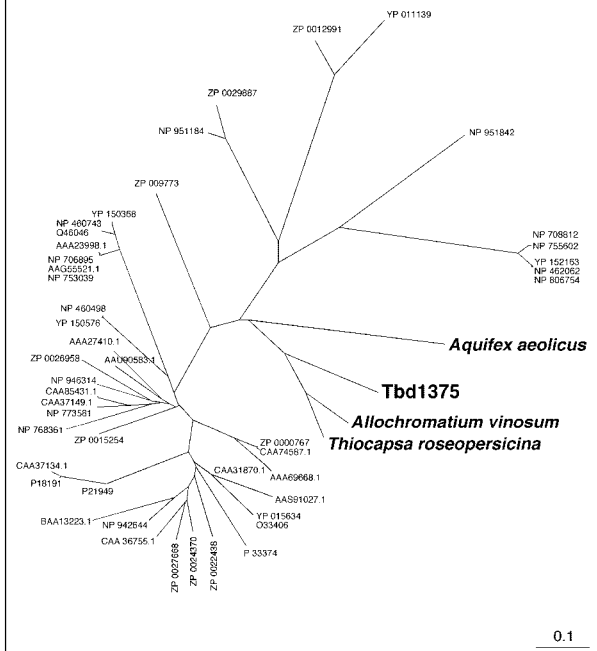 YP 011139
ZP 0012991
ZP 0029887
NP 951184
NP 951842
ZP 009773
YP 150368
NP 460743
Q46046
AAA23998.1
NP 706895
AAG55521.1
NP 753039
NP 708812
NP 755602
YP 152163
NP 462062
NP 806754
NP 460498
YP 150576
AAA27410.1
AAU90583.1
ZP 0026958
NP 946314
CAA85431.1
CAA37149.1
NP 773581
NP 768361
ZP 0015254
Aquifex aeolicus
Tbd1375
Allochromatium vinosum
Thiocapsa roseopersicina
ZP 0000767
CAA74587.1
AAA69668.1
CAA31870.1
CAA37134.1
P18191
P21949
AAS91027.1
YP 015634
O33406
BAA13223.1
NP 942644
CAA 36755.1
P 33374
ZP 0027668
ZP 0024370
ZP 0022438
0.1